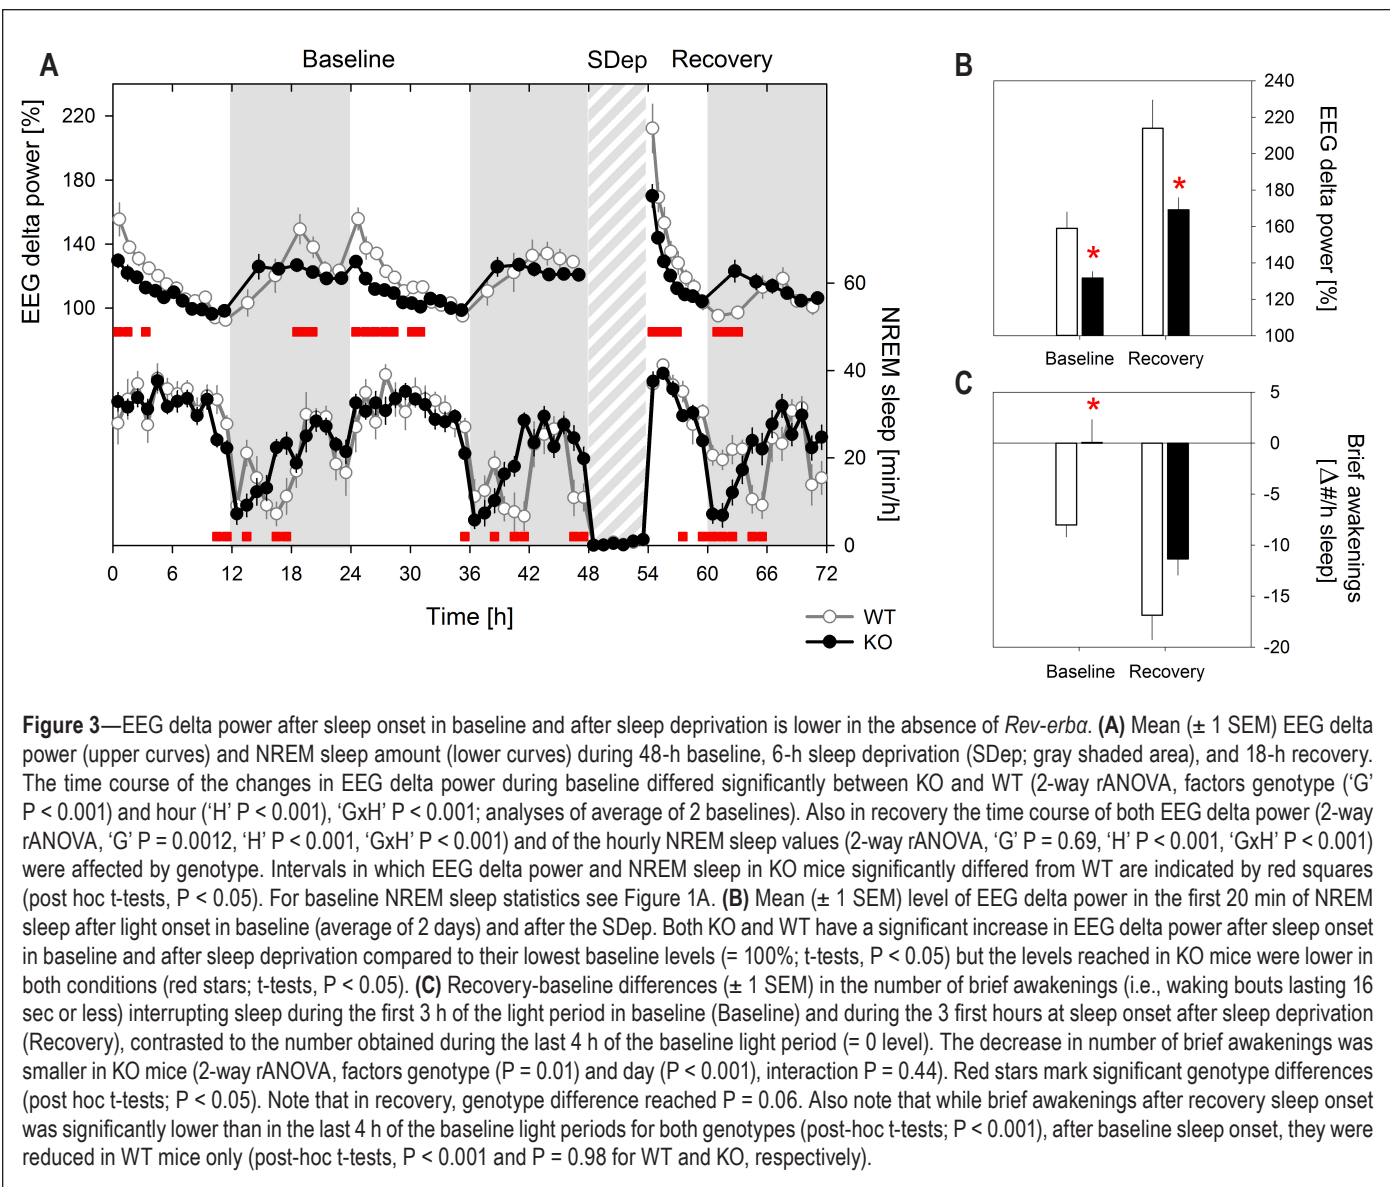 A
Baseline
SDep
Recovery
EEG delta power [%]
220
180
140
100
60
40
20
0
NREM sleep [min/h]
0 6 12 18 24 30 36 42 48 54 60 66 72
Time [h]
WT
KO
B
240
220
200
180
160
140
120
100
EEG delta power
[%]
* *
Baseline Recovery
C
5
0
-5
-10
-15
-20
Brief awakenings
[Δ#/h sleep]
*
Baseline Recovery
Figure 3—EEG delta power after sleep onset in baseline and after sleep deprivation is lower in the absence of Rev-erbα. (A) Mean (± 1 SEM) EEG delta
power (upper curves) and NREM sleep amount (lower curves) during 48-h baseline, 6-h sleep deprivation (SDep; gray shaded area), and 18-h recovery.
The time course of the changes in EEG delta power during baseline differed significantly between KO and WT (2-way rANOVA, factors genotype (‘G’
P < 0.001) and hour (‘H’ P < 0.001), ‘GxH’ P < 0.001; analyses of average of 2 baselines). Also in recovery the time course of both EEG delta power (2-way
rANOVA, ‘G’ P = 0.0012, ‘H’ P < 0.001, ‘GxH’ P < 0.001) and of the hourly NREM sleep values (2-way rANOVA, ‘G’ P = 0.69, ‘H’ P < 0.001, ‘GxH’ P < 0.001)
were affected by genotype. Intervals in which EEG delta power and NREM sleep in KO mice significantly differed from WT are indicated by red squares
(post hoc t-tests, P < 0.05). For baseline NREM sleep statistics see Figure 1A. (B) Mean (± 1 SEM) level of EEG delta power in the first 20 min of NREM
sleep after light onset in baseline (average of 2 days) and after the SDep. Both KO and WT have a significant increase in EEG delta power after sleep onset
in baseline and after sleep deprivation compared to their lowest baseline levels (= 100%; t-tests, P < 0.05) but the levels reached in KO mice were lower in
both conditions (red stars; t-tests, P < 0.05). (C) Recovery-baseline differences (± 1 SEM) in the number of brief awakenings (i.e., waking bouts lasting 16
sec or less) interrupting sleep during the first 3 h of the light period in baseline (Baseline) and during the 3 first hours at sleep onset after sleep deprivation
(Recovery), contrasted to the number obtained during the last 4 h of the baseline light period (= 0 level). The decrease in number of brief awakenings was
smaller in KO mice (2-way rANOVA, factors genotype (P = 0.01) and day (P < 0.001), interaction P = 0.44). Red stars mark significant genotype differences
(post hoc t-tests; P < 0.05). Note that in recovery, genotype difference reached P = 0.06. Also note that while brief awakenings after recovery sleep onset
was significantly lower than in the last 4 h of the baseline light periods for both genotypes (post-hoc t-tests; P < 0.001), after baseline sleep onset, they were
reduced in WT mice only (post-hoc t-tests, P < 0.001 and P = 0.98 for WT and KO, respectively).